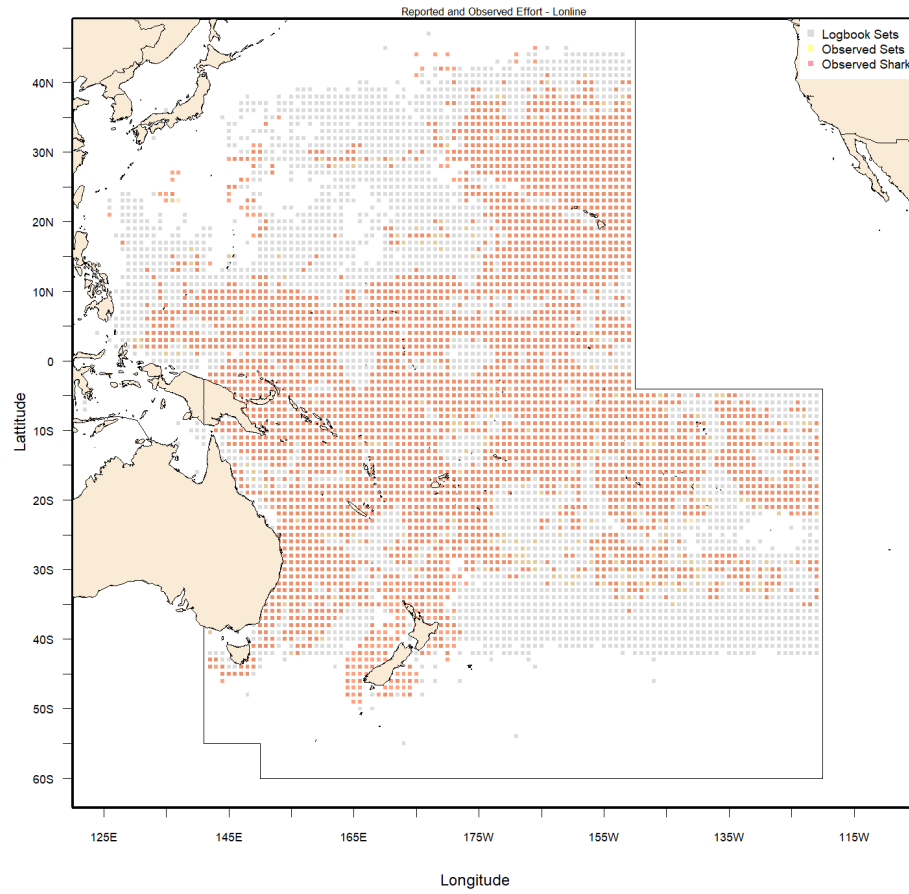 Reported and Observed Effort - Lonline
Logbook Sets
Observed Sets
Observed Shark
40N
30N
20N
10N
0
10S
20S
30S
40S
50S
60S
Lattitude
125E
145E
165E
175W
155W
135W
115W
Longitude